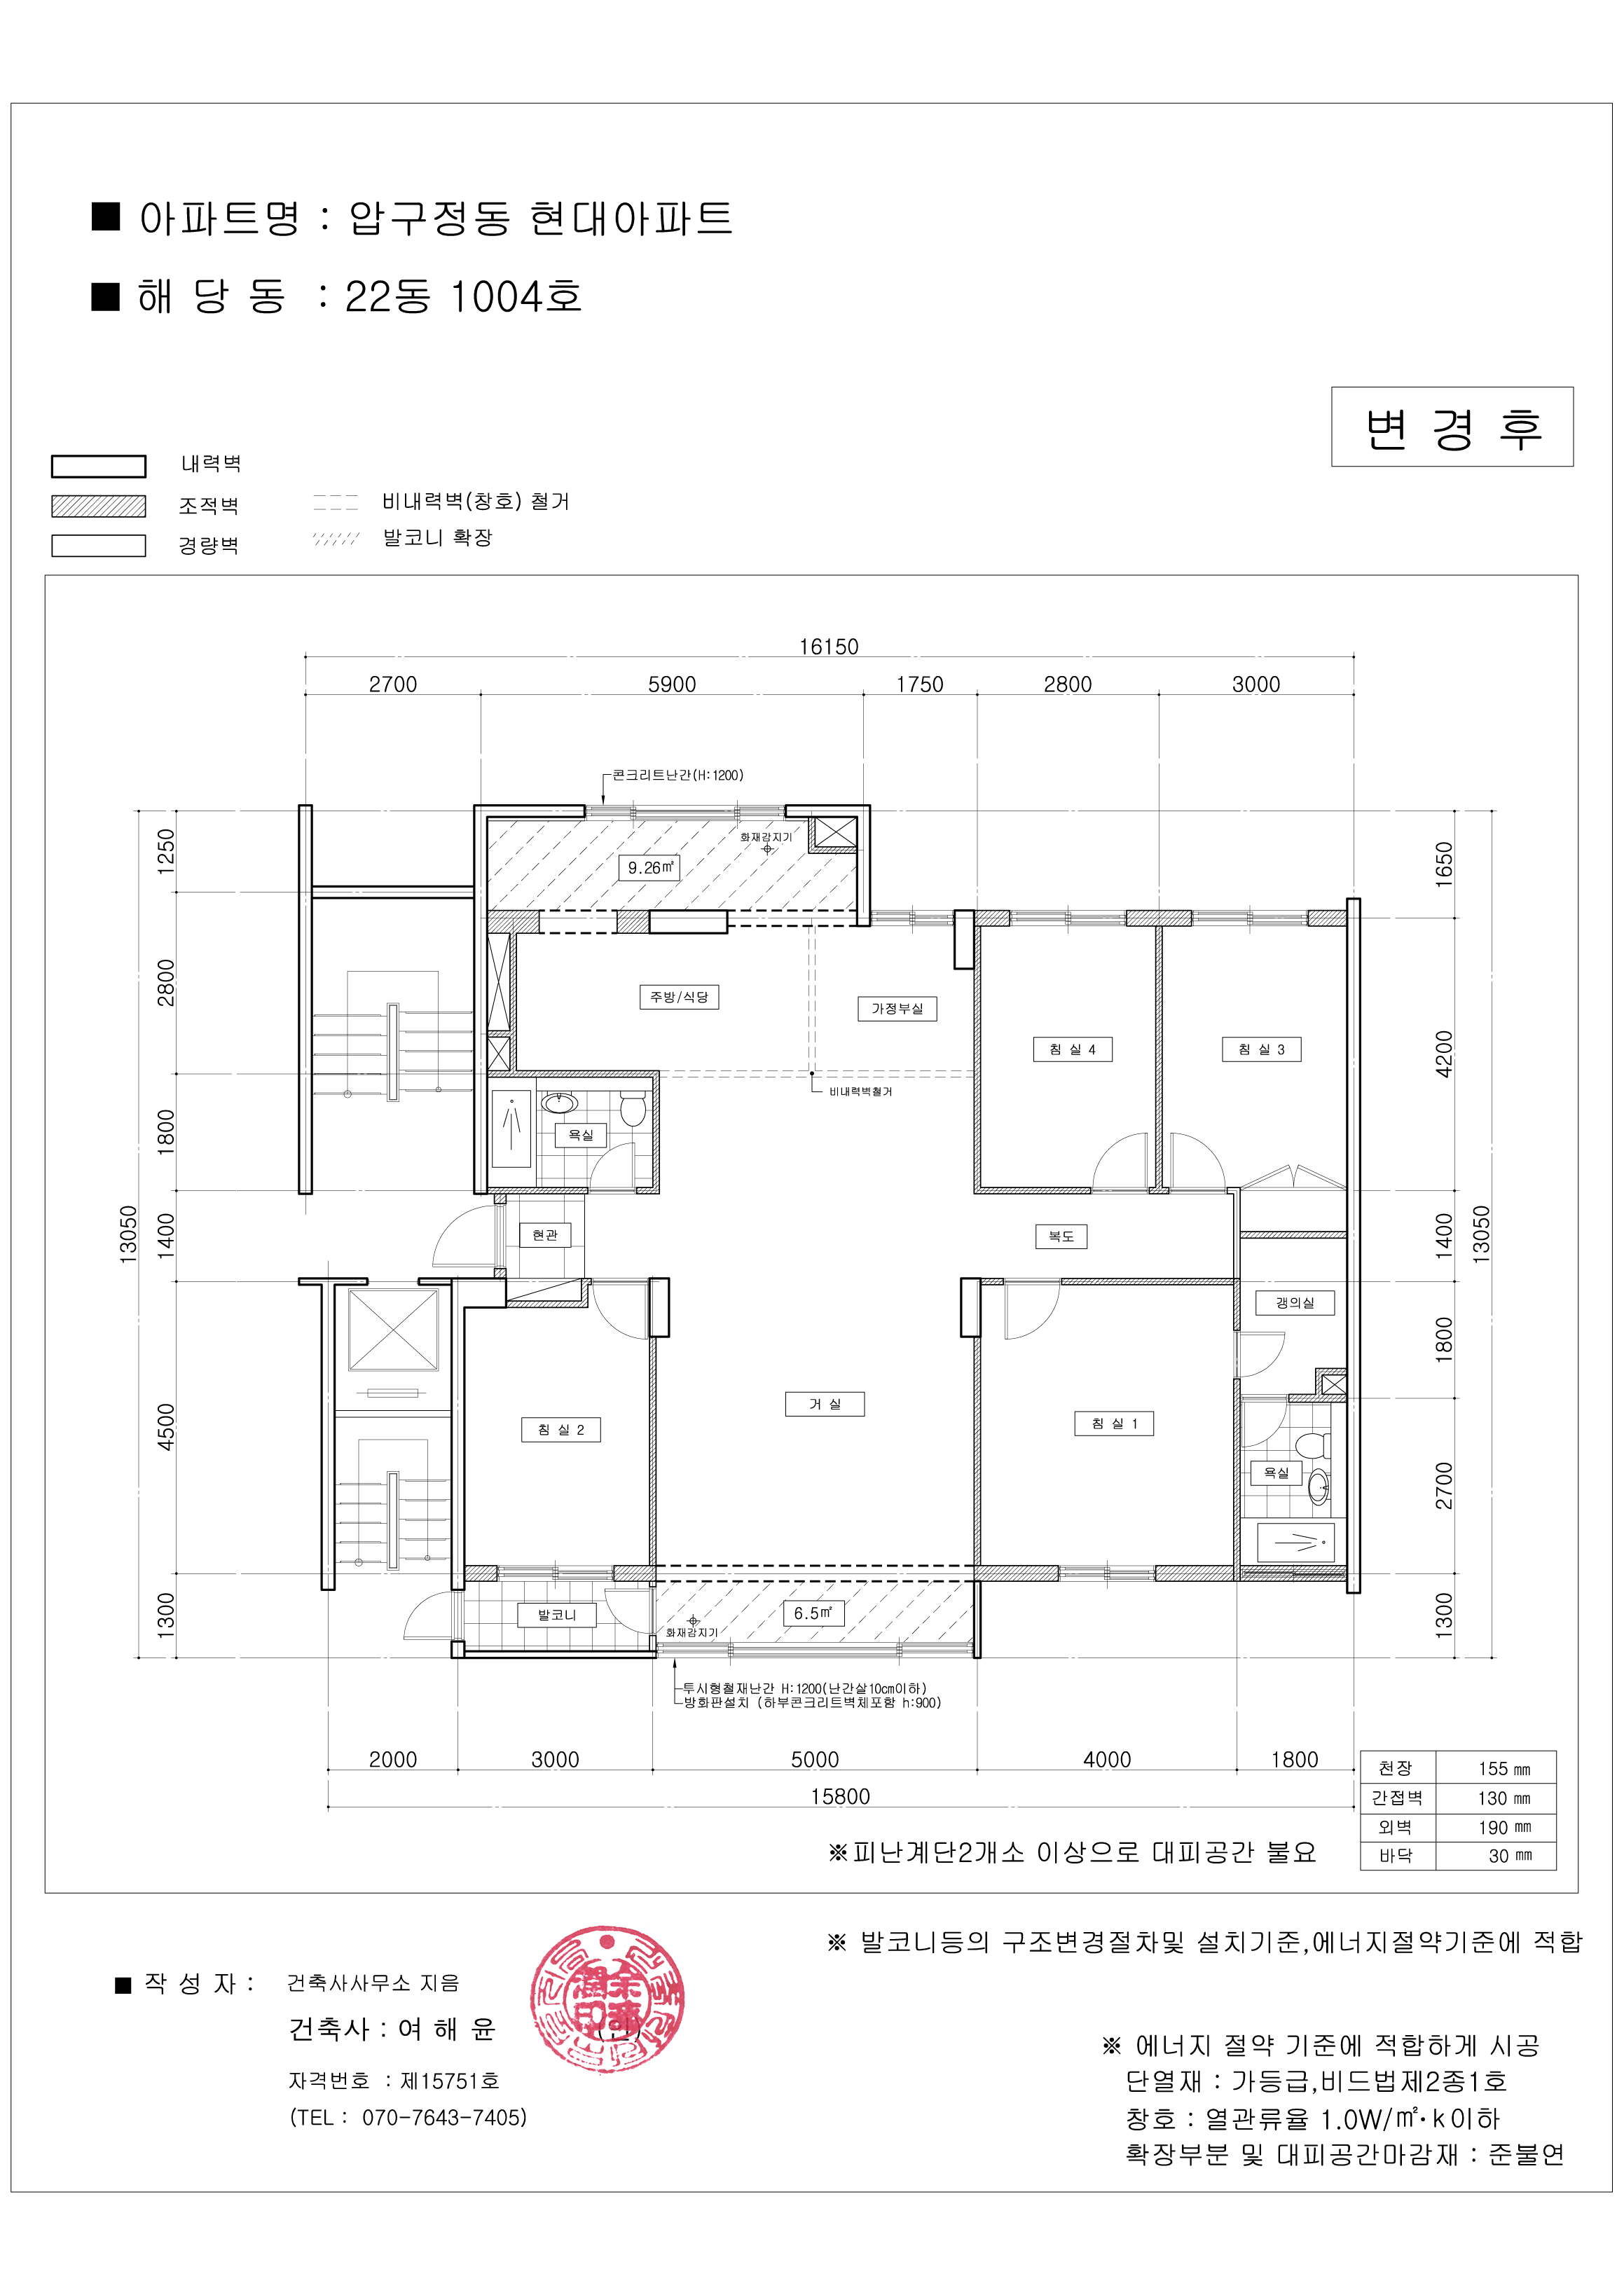 ■ 아파트명 : 압구정동 현대아파트
■ 해 당 동 : 22동 1004호
변 경 후
내력벽
조적벽
경량벽
비내력벽(창호) 철거
발코니 확장
16150
2700 5900 1750 2800 3000
콘크리트난간(H:1200)
화재감지기
9.26㎡
주방/식당
가정부실
침 실 4
침 실 3
비내력벽철거
욕실
현관
복도
갱의실
거 실
침 실 2
침 실 1
욕실
발코니
6.5㎡
화재감지기
투시형철재난간 H:1200(난간살10㎝이하)
방화판설치 (하부콘크리트벽체포함 h:900)
1250
2800
1800
1400
4500
1300
13050
1650
4200
1400
1800
2700
1300
13050
2000 3000 5000 4000 1800
15800
천장 155 ㎜
간접벽 130 ㎜
외벽 190 ㎜
바닥 30 ㎜
※피난계단2개소 이상으로 대피공간 불요
※ 발코니등의 구조변경절차및 설치기준,에너지절약기준에 적합
■ 작 성 자 : 건축사사무소 지음
건축사 : 여 해 윤 (인)
자격번호 : 제15751호
(TEL : 070-7643-7405)
※ 에너지 절약 기준에 적합하게 시공
단열재 : 가등급,비드법제2종1호
창호 : 열관류율 1.0W/㎡·k이하
확장부분 및 대피공간마감재 : 준불연